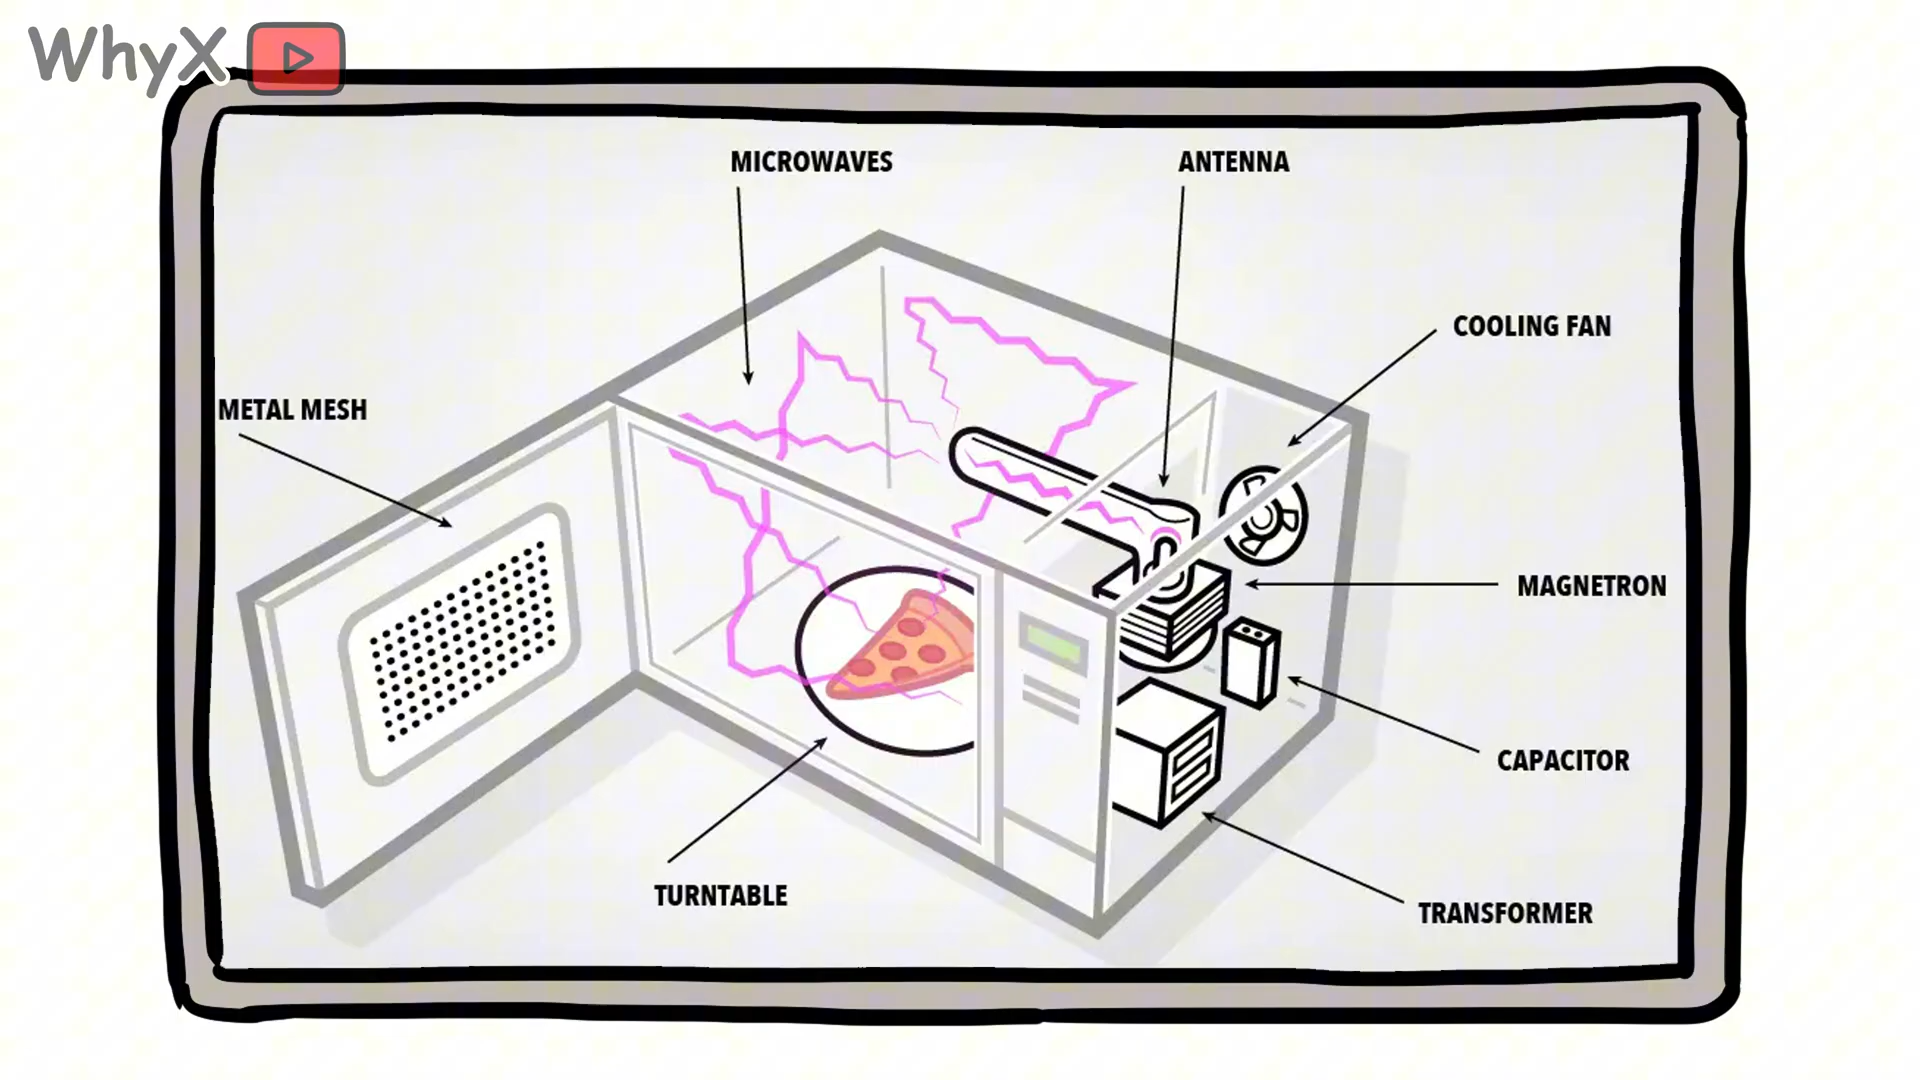 WhyX
MICROWAVES
ANTENNA
COOLING FAN
METAL MESH
MAGNETRON
CAPACITOR
TURNTABLE
TRANSFORMER